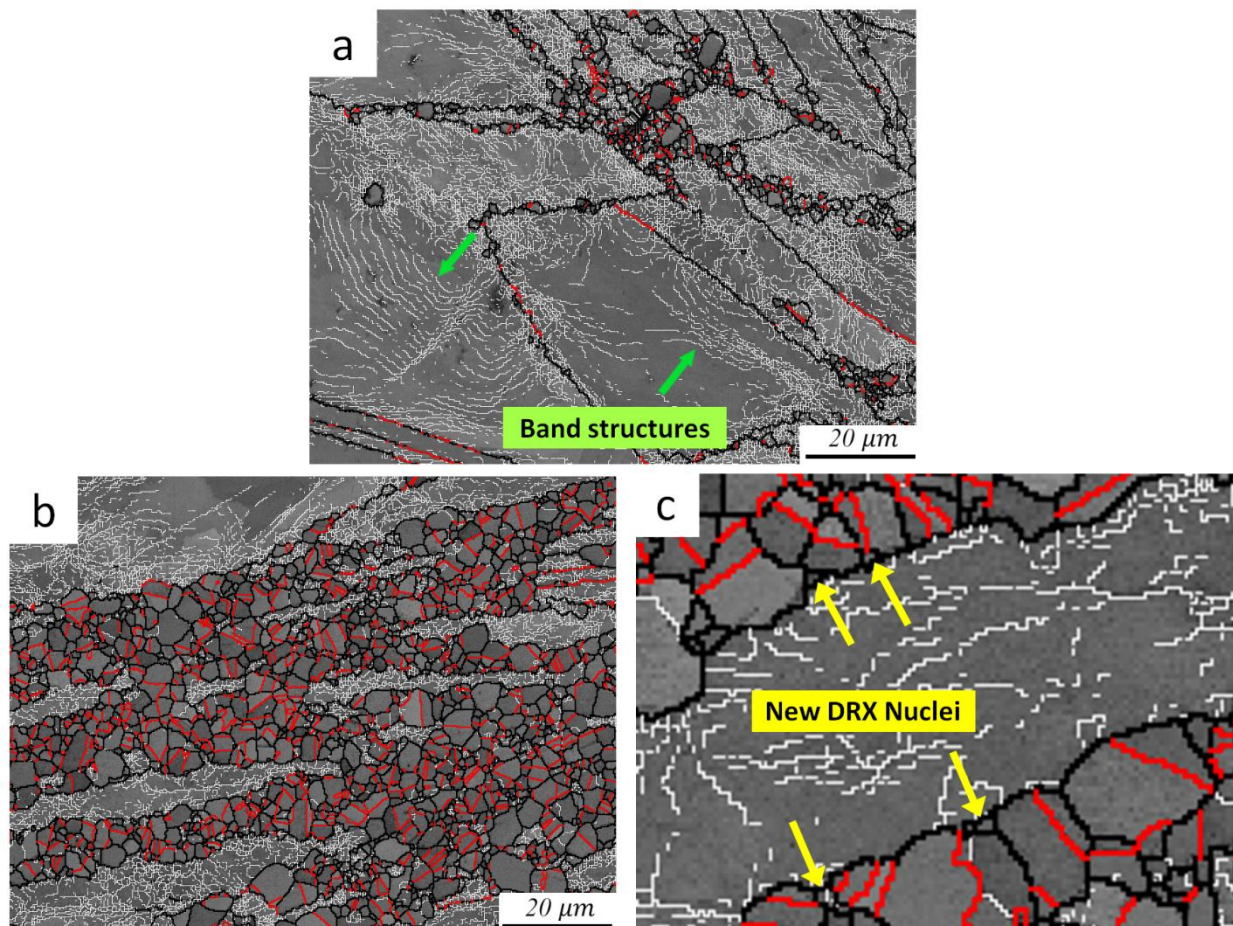 a
Band structures
20 μm
b
20 μm
c
New DRX Nuclei